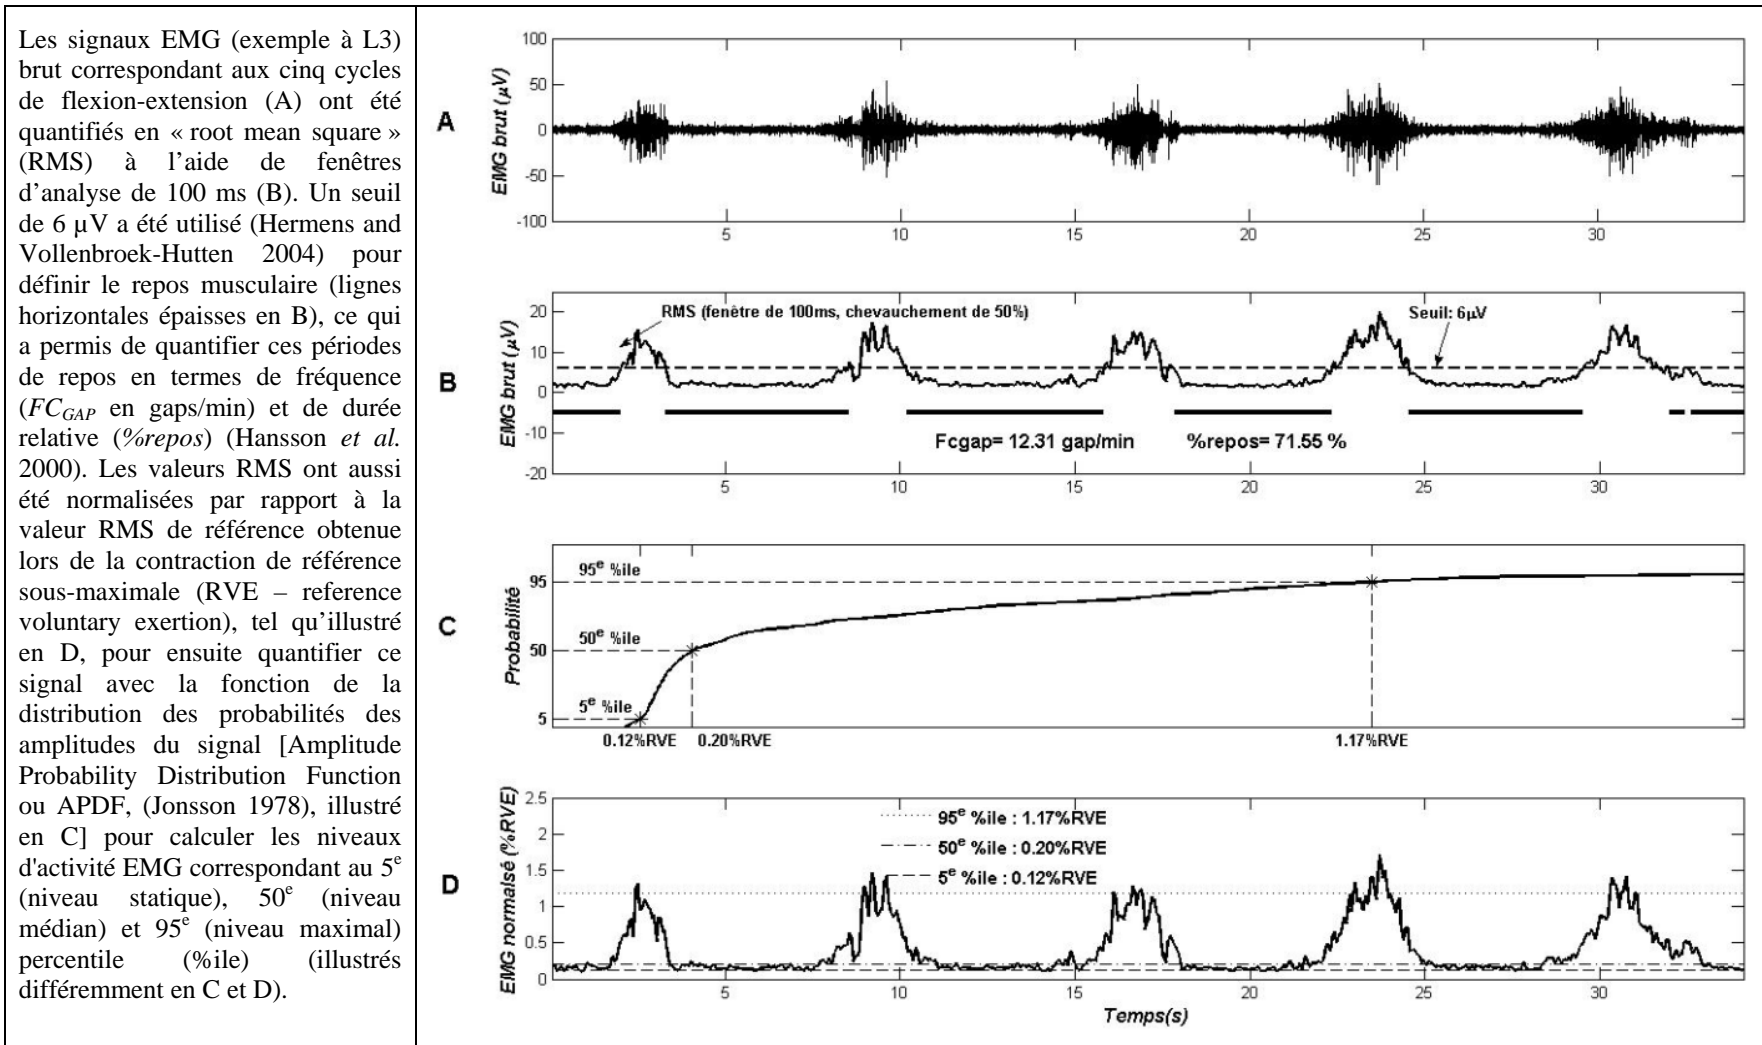 Les signaux EMG (exemple à L3)
brut correspondant aux cinq cycles
de flexion-extension (A) ont été
quantifiés en « root mean square »
(RMS) à l'aide de fenêtres
d'analyse de 100 ms (B). Un seuil
de 6 µV a été utilisé (Hermens and
Vollenbroek-Hutten 2004) pour
définir le repos musculaire (lignes
horizontales épaisses en B), ce qui
a permis de quantifier ces périodes
de repos en termes de fréquence
(FC_GAP en gaps/min) et de durée
relative (%repos) (Hansson et al.
2000). Les valeurs RMS ont aussi
été normalisées par rapport à la
valeur RMS de référence obtenue
lors de la contraction de référence
sous-maximale (RVE – reference
voluntary exertion), tel qu'illustré
en D, pour ensuite quantifier ce
signal avec la fonction de la
distribution des probabilités des
amplitudes du signal [Amplitude
Probability Distribution Function
ou APDF, (Jonsson 1978), illustré
en C] pour calculer les niveaux
d'activité EMG correspondant au 5e
(niveau statique), 50e (niveau
médian) et 95e (niveau maximal)
percentile (%ile) (illustrés
différemment en C et D).
A
EMG brut (µV)
100
50
0
-50
-100
5 10 15 20 25 30
B
EMG brut (µV)
20
10
0
-10
-20
RMS (fenêtre de 100ms, chevauchement de 50%)
Seuil: 6µV
Fcgap= 12.31 gap/min %repos= 71.55 %
5 10 15 20 25 30
C
Probabilité
95
50
5
95e %ile
50e %ile
5e %ile
0.12%RVE 0.20%RVE 1.17%RVE
D
EMG normalsé (%RVE)
2.5
2
1.5
1
0.5
0
95e %ile : 1.17%RVE
50e %ile : 0.20%RVE
5e %ile : 0.12%RVE
5 10 15 20 25 30
Temps(s)